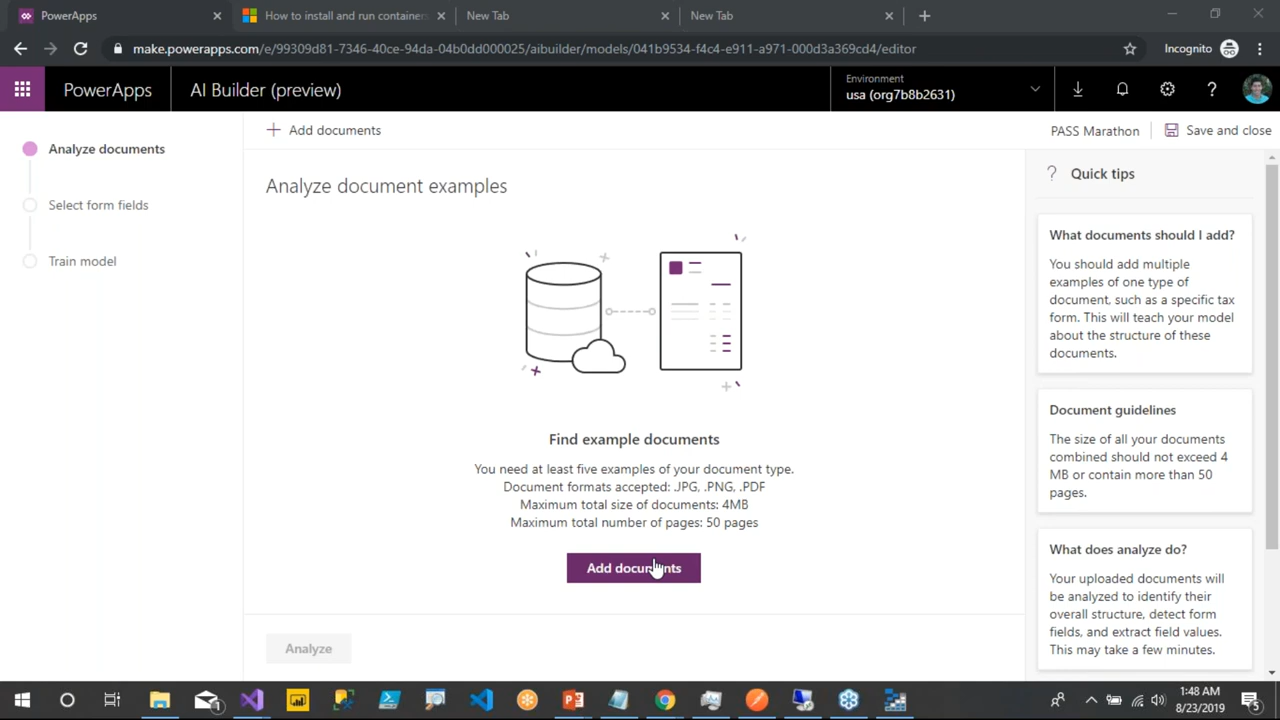 PowerApps
How to install and run container
New Tab
New Tab
make.powerapps.com/e/99309d81-7346-40ce-94da-04b0dd000025/aibuilder/models/041b9534-f4c4-e911-a971-000d3a369cd4/editor
Incognito
PowerApps
AI Builder (preview)
Environment
usa (org7b8b2631)
Analyze documents
Select form fields
Train model
Add documents
PASS Marathon
Save and close
Analyze document examples
Find example documents
You need at least five examples of your document type.
Document formats accepted: .JPG, .PNG, .PDF
Maximum total size of documents: 4MB
Maximum total number of pages: 50 pages
Add documents
Analyze
Quick tips
What documents should I add?
You should add multiple
examples of one type of
document, such as a specific tax
form. This will teach your model
about the structure of these
documents.
Document guidelines
The size of all your documents
combined should not exceed 4
MB or contain more than 50
pages.
What does analyze do?
Your uploaded documents will
be analyzed to identify their
overall structure, detect form
fields, and extract field values.
This may take a few minutes.
1:48 AM
8/23/2019